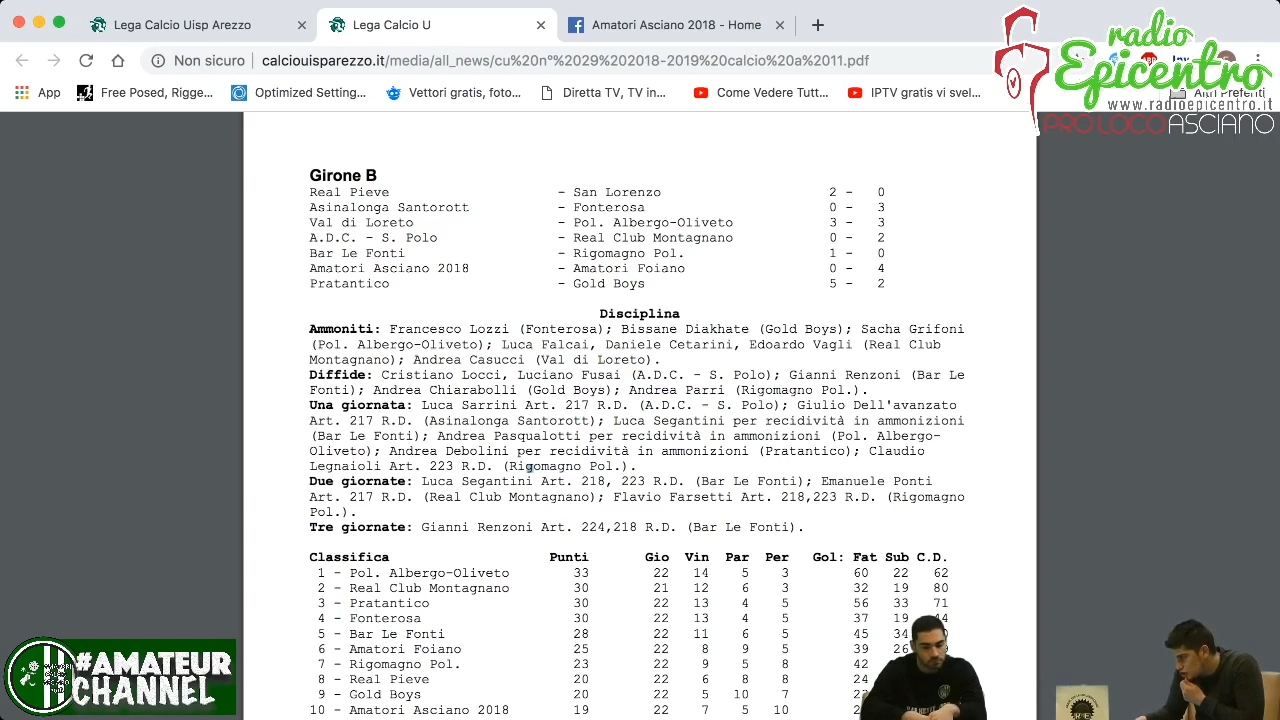 Lega Calcio Uisp Arezzo
Lega Calcio U
Amatori Asciano 2018 - Home
Non sicuro
calciouisparezzo.it/media/all_news/cu%20n°%2029%202018-2019%20calcio%20a%2011.pdf
radio
Epicentro
www.radioepicentro.it
PRO LOCO ASCIANO
App
Free Posed, Rigge...
Optimized Setting...
Vettori gratis, foto...
Diretta TV, TV in...
Come Vedere Tutt...
IPTV gratis vi svel...
Altri Preferiti
Girone B
Real Pieve - San Lorenzo 2 - 0
Asinalonga Santorott - Fonterosa 0 - 3
Val di Loreto - Pol. Albergo-Oliveto 3 - 3
A.D.C. - S. Polo - Real Club Montagnano 0 - 2
Bar Le Fonti - Rigomagno Pol. 1 - 0
Amatori Asciano 2018 - Amatori Foiano 0 - 4
Pratantico - Gold Boys 5 - 2
Disciplina
Ammoniti: Francesco Lozzi (Fonterosa); Bissane Diakhate (Gold Boys); Sacha Grifoni
(Pol. Albergo-Oliveto); Luca Falcai, Daniele Cetarini, Edoardo Vagli (Real Club
Montagnano); Andrea Casucci (Val di Loreto).
Diffide: Cristiano Locci, Luciano Fusai (A.D.C. - S. Polo); Gianni Renzoni (Bar Le
Fonti); Andrea Chiarabolli (Gold Boys); Andrea Parri (Rigomagno Pol.).
Una giornata: Luca Sarrini Art. 217 R.D. (A.D.C. - S. Polo); Giulio Dell'avanzato
Art. 217 R.D. (Asinalonga Santorott); Luca Segantini per recidività in ammonizioni
(Bar Le Fonti); Andrea Pasqualotti per recidività in ammonizioni (Pol. Albergo-
Oliveto); Andrea Debolini per recidività in ammonizioni (Pratantico); Claudio
Legnaioli Art. 223 R.D. (Rigomagno Pol.).
Due giornate: Luca Segantini Art. 218, 223 R.D. (Bar Le Fonti); Emanuele Ponti
Art. 217 R.D. (Real Club Montagnano); Flavio Farsetti Art. 218,223 R.D. (Rigomagno
Pol.).
Tre giornate: Gianni Renzoni Art. 224,218 R.D. (Bar Le Fonti).
Classifica Punti Gio Vin Par Per Gol: Fat Sub C.D.
1 - Pol. Albergo-Oliveto 33 22 14 5 3 60 22 62
2 - Real Club Montagnano 30 21 12 6 3 32 19 80
3 - Pratantico 30 22 13 4 5 56 33 71
4 - Fonterosa 30 22 13 4 5 37 19
5 - Bar Le Fonti 28 22 11 6 5 45 34
6 - Amatori Foiano 25 22 8 9 5 39 26
7 - Rigomagno Pol. 23 22 9 5 8 42
8 - Real Pieve 20 22 6 8 8 24
9 - Gold Boys 20 22 5 10 7
10 - Amatori Asciano 2018 19 22 7 5 10
#AMATEUR
CHANNEL